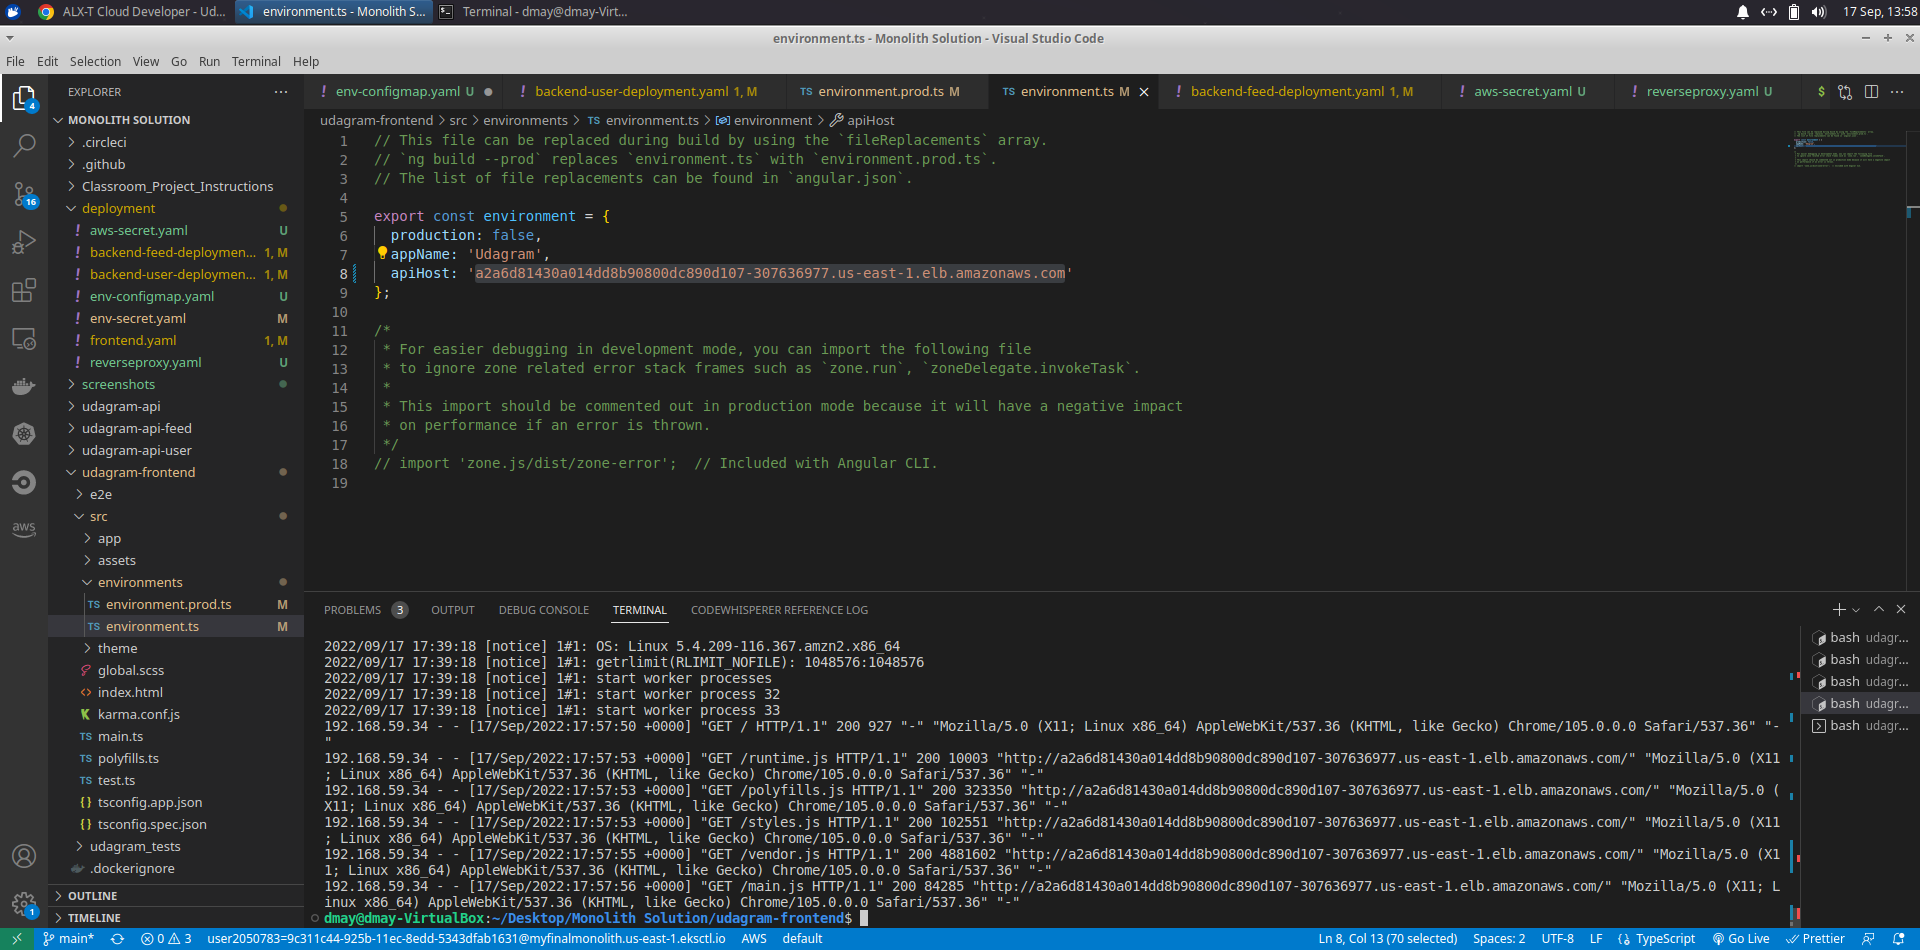 ALX-T Cloud Developer - Ud...
environment.ts - Monolith S...
Terminal - dmay@dmay-Virt...
17 Sep, 13:58
environment.ts - Monolith Solution - Visual Studio Code
File Edit Selection View Go Run Terminal Help
EXPLORER
MONOLITH SOLUTION
.circleci
.github
Classroom_Project_Instructions
deployment
aws-secret.yaml U
backend-feed-deploymen... 1, M
backend-user-deploymen... 1, M
env-configmap.yaml U
env-secret.yaml M
frontend.yaml 1, M
reverseproxy.yaml U
screenshots
udagram-api
udagram-api-feed
udagram-api-user
udagram-frontend
e2e
src
app
assets
environments
TS environment.prod.ts M
TS environment.ts M
theme
global.scss
index.html
karma.conf.js
TS main.ts
TS polyfills.ts
TS test.ts
{} tsconfig.app.json
{} tsconfig.spec.json
udagram_tests
.dockerignore
OUTLINE
TIMELINE
4
16
aws
1
! env-configmap.yaml U
! backend-user-deployment.yaml 1, M
TS environment.prod.ts M
TS environment.ts M
! backend-feed-deployment.yaml 1, M
! aws-secret.yaml U
! reverseproxy.yaml U
$
udagram-frontend > src > environments > TS environment.ts > environment > apiHost
1 // This file can be replaced during build by using the `fileReplacements` array.
2 // `ng build --prod` replaces `environment.ts` with `environment.prod.ts`.
3 // The list of file replacements can be found in `angular.json`.
4
5 export const environment = {
6 production: false,
7 appName: 'Udagram',
8 apiHost: 'a2a6d81430a014dd8b90800dc890d107-307636977.us-east-1.elb.amazonaws.com'
9 };
10
11 /*
12 * For easier debugging in development mode, you can import the following file
13 * to ignore zone related error stack frames such as `zone.run`, `zoneDelegate.invokeTask`.
14 *
15 * This import should be commented out in production mode because it will have a negative impact
16 * on performance if an error is thrown.
17 */
18 // import 'zone.js/dist/zone-error';  // Included with Angular CLI.
19
PROBLEMS 3 OUTPUT DEBUG CONSOLE TERMINAL CODEWHISPERER REFERENCE LOG
2022/09/17 17:39:18 [notice] 1#1: OS: Linux 5.4.209-116.367.amzn2.x86_64
2022/09/17 17:39:18 [notice] 1#1: getrlimit(RLIMIT_NOFILE): 1048576:1048576
2022/09/17 17:39:18 [notice] 1#1: start worker processes
2022/09/17 17:39:18 [notice] 1#1: start worker process 32
2022/09/17 17:39:18 [notice] 1#1: start worker process 33
192.168.59.34 - - [17/Sep/2022:17:57:50 +0000] "GET / HTTP/1.1" 200 927 "-" "Mozilla/5.0 (X11; Linux x86_64) AppleWebKit/537.36 (KHTML, like Gecko) Chrome/105.0.0.0 Safari/537.36" "-
"
192.168.59.34 - - [17/Sep/2022:17:57:53 +0000] "GET /runtime.js HTTP/1.1" 200 10003 "http://a2a6d81430a014dd8b90800dc890d107-307636977.us-east-1.elb.amazonaws.com/" "Mozilla/5.0 (X11
; Linux x86_64) AppleWebKit/537.36 (KHTML, like Gecko) Chrome/105.0.0.0 Safari/537.36" "-"
192.168.59.34 - - [17/Sep/2022:17:57:53 +0000] "GET /polyfills.js HTTP/1.1" 200 323350 "http://a2a6d81430a014dd8b90800dc890d107-307636977.us-east-1.elb.amazonaws.com/" "Mozilla/5.0 (
X11; Linux x86_64) AppleWebKit/537.36 (KHTML, like Gecko) Chrome/105.0.0.0 Safari/537.36" "-"
192.168.59.34 - - [17/Sep/2022:17:57:53 +0000] "GET /styles.js HTTP/1.1" 200 102551 "http://a2a6d81430a014dd8b90800dc890d107-307636977.us-east-1.elb.amazonaws.com/" "Mozilla/5.0 (X11
; Linux x86_64) AppleWebKit/537.36 (KHTML, like Gecko) Chrome/105.0.0.0 Safari/537.36" "-"
192.168.59.34 - - [17/Sep/2022:17:57:55 +0000] "GET /vendor.js HTTP/1.1" 200 4881602 "http://a2a6d81430a014dd8b90800dc890d107-307636977.us-east-1.elb.amazonaws.com/" "Mozilla/5.0 (X1
1; Linux x86_64) AppleWebKit/537.36 (KHTML, like Gecko) Chrome/105.0.0.0 Safari/537.36" "-"
192.168.59.34 - - [17/Sep/2022:17:57:56 +0000] "GET /main.js HTTP/1.1" 200 84285 "http://a2a6d81430a014dd8b90800dc890d107-307636977.us-east-1.elb.amazonaws.com/" "Mozilla/5.0 (X11; L
inux x86_64) AppleWebKit/537.36 (KHTML, like Gecko) Chrome/105.0.0.0 Safari/537.36" "-"
dmay@dmay-VirtualBox:~/Desktop/Monolith Solution/udagram-frontend$
bash udagr...
bash udagr...
bash udagr...
bash udagr...
bash udagr...
main* 0 3 user2050783=9c311c44-925b-11ec-8edd-5343dfab1631@myfinalmonolith.us-east-1.eksctl.io AWS default
Ln 8, Col 13 (70 selected) Spaces: 2 UTF-8 LF {} TypeScript Go Live Prettier